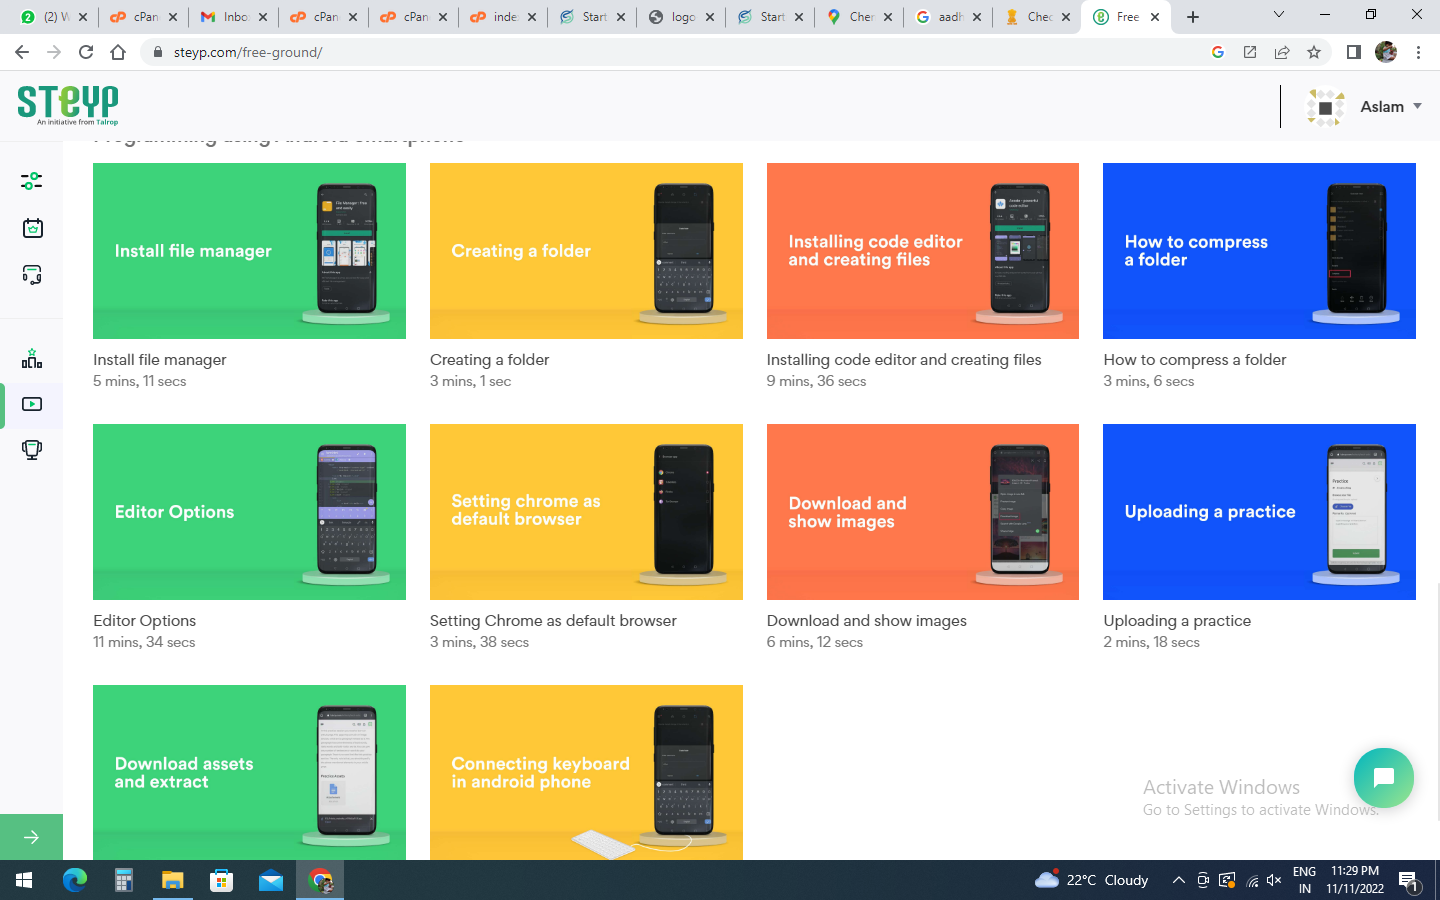 (2) W
cPan
Inbox
cPan
cPan
inde
Start
logo
Start
Cher
aadh
Chec
Free
steyp.com/free-ground/
STEYP
An initiative from Talrop
Aslam
Programming using Android Smartphone
Install file manager
Creating a folder
Installing code editor
and creating files
How to compress
a folder
Install file manager
5 mins, 11 secs
Creating a folder
3 mins, 1 sec
Installing code editor and creating files
9 mins, 36 secs
How to compress a folder
3 mins, 6 secs
Editor Options
Setting chrome as
default browser
Download and
show images
Uploading a practice
Practice
Editor Options
11 mins, 34 secs
Setting Chrome as default browser
3 mins, 38 secs
Download and show images
6 mins, 12 secs
Uploading a practice
2 mins, 18 secs
Download assets
and extract
Connecting keyboard
in android phone
Activate Windows
Go to Settings to activate Windows.
22°C Cloudy
ENG
IN
11:29 PM
11/11/2022
1